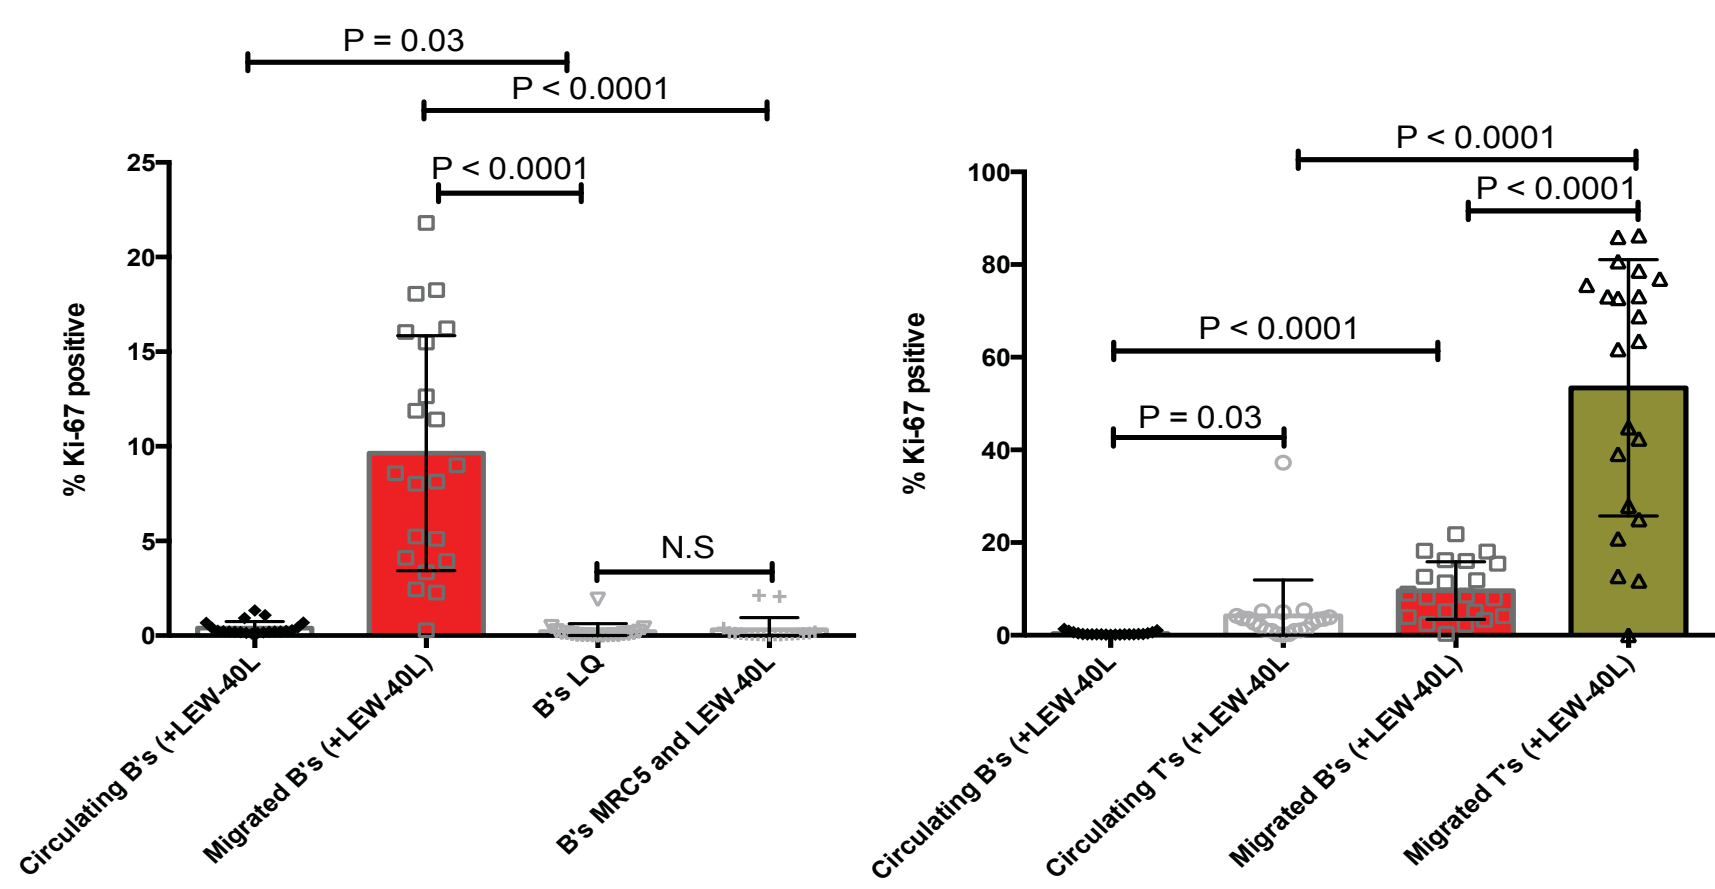 P = 0.03
P < 0.0001
P < 0.0001
25
20
15
10
5
0
% Ki-67 positive
N.S
Circulating B's (+LEW-40L
Migrated B's (+LEW-40L)
B's LQ
B's MRC5 and LEW-40L
P < 0.0001
P < 0.0001
P < 0.0001
P = 0.03
100
80
60
40
20
0
% Ki-67 psitive
Circulating B's (+LEW-40L
Circulating T's (+LEW-40L
Migrated B's (+LEW-40L)
Migrated T's (+LEW-40L)